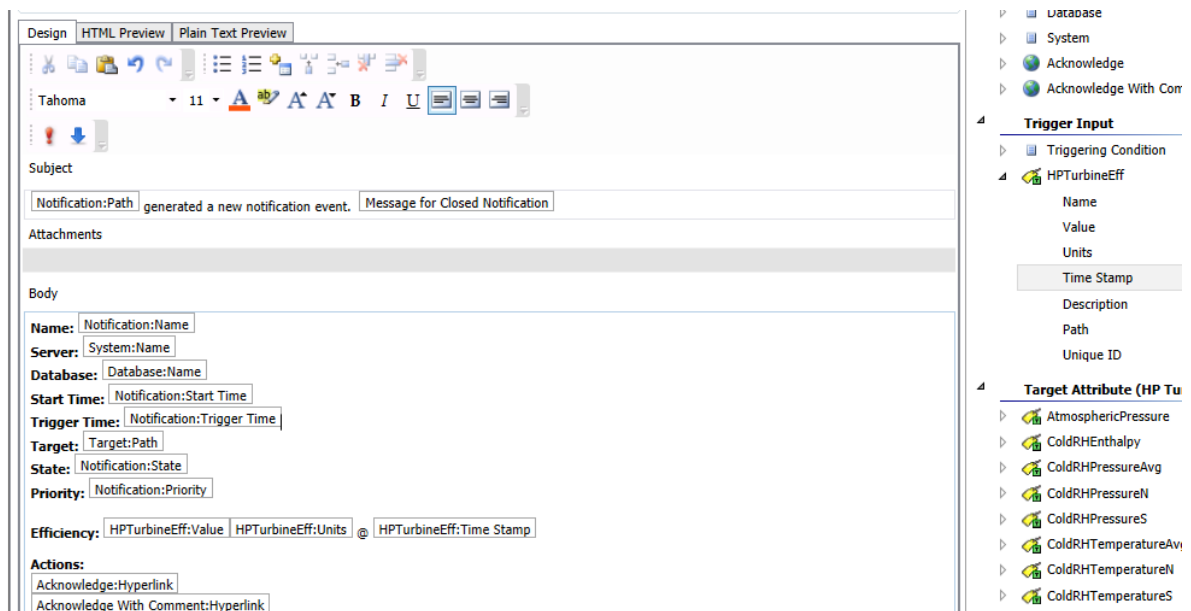 Design HTML Preview Plain Text Preview
Tahoma 11 A ab A A B I U
Subject
Notification:Path generated a new notification event. Message for Closed Notification
Attachments
Body
Name: Notification:Name
Server: System:Name
Database: Database:Name
Start Time: Notification:Start Time
Trigger Time: Notification:Trigger Time
Target: Target:Path
State: Notification:State
Priority: Notification:Priority
Efficiency: HPTurbineEff:Value HPTurbineEff:Units @ HPTurbineEff:Time Stamp
Actions:
Acknowledge:Hyperlink
Acknowledge With Comment:Hyperlink
Database
System
Acknowledge
Acknowledge With Com
Trigger Input
Triggering Condition
HPTurbineEff
Name
Value
Units
Time Stamp
Description
Path
Unique ID
Target Attribute (HP Tu
AtmosphericPressure
ColdRHEnthalpy
ColdRHPressureAvg
ColdRHPressureN
ColdRHPressureS
ColdRHTemperatureAv
ColdRHTemperatureN
ColdRHTemperatureS